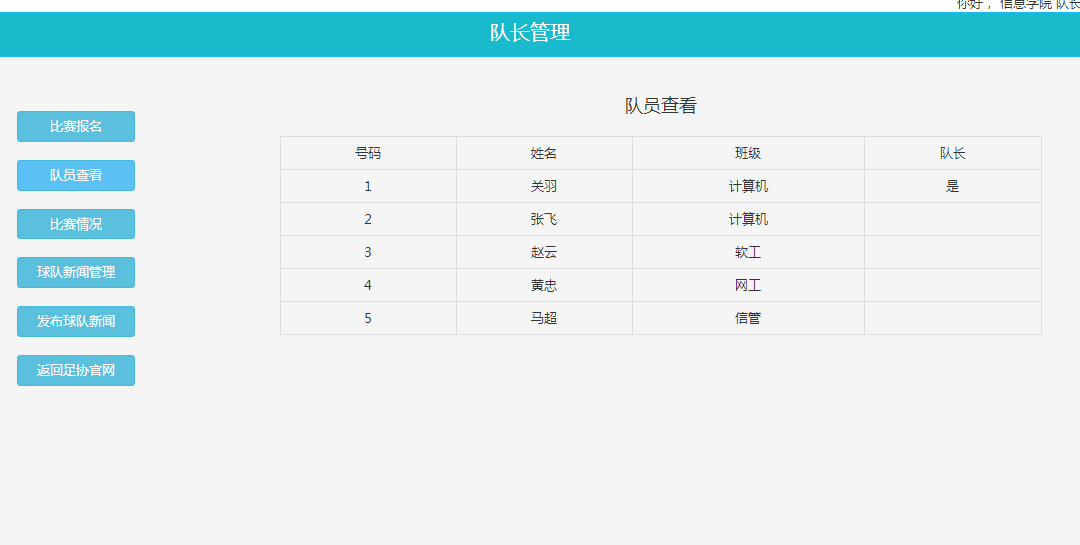 你好， 信息学院 队长
队长管理
比赛报名
队员查看
比赛情况
球队新闻管理
发布球队新闻
返回足协官网
队员查看
号码 姓名 班级 队长
1 关羽 计算机 是
2 张飞 计算机
3 赵云 软工
4 黄忠 网工
5 马超 信管